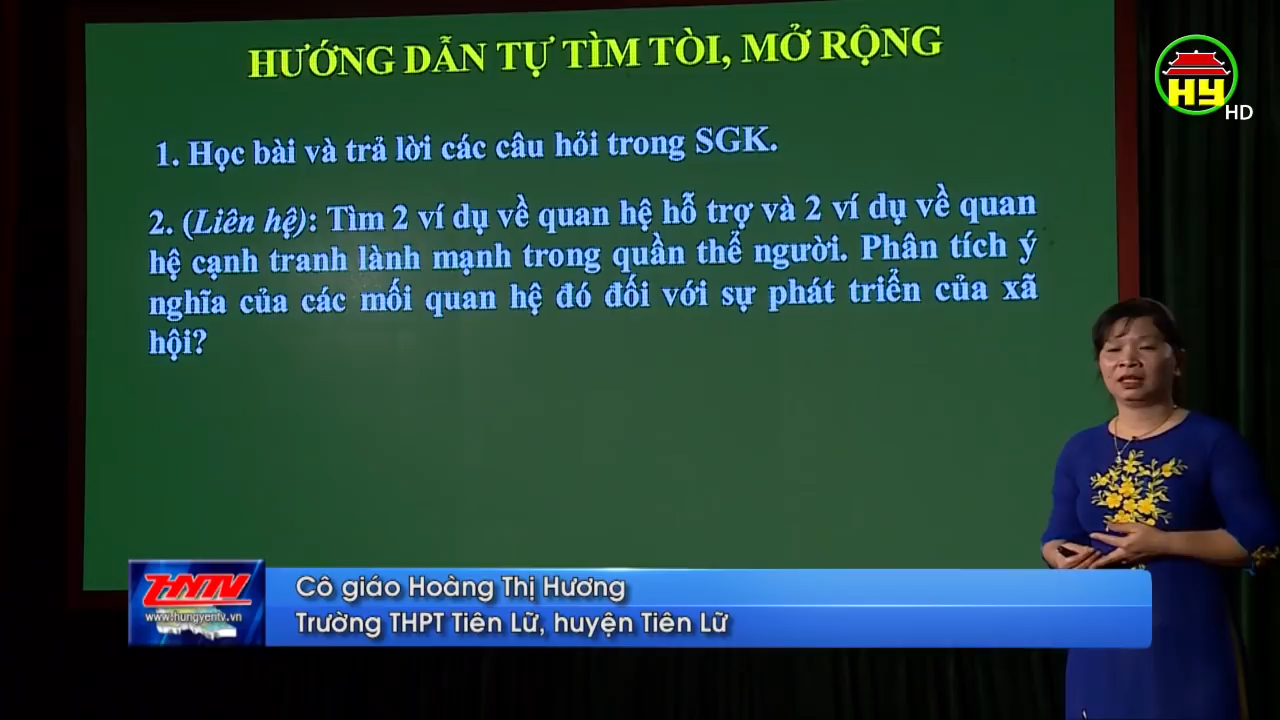 HƯỚNG DẪN TỰ TÌM TÒI, MỞ RỘNG
HY
HD
1. Học bài và trả lời các câu hỏi trong SGK.
2. (Liên hệ): Tìm 2 ví dụ về quan hệ hỗ trợ và 2 ví dụ về quan
hệ cạnh tranh lành mạnh trong quần thể người. Phân tích ý
nghĩa của các mối quan hệ đó đối với sự phát triển của xã
hội?
HYTV
www.hungyentv.vn
Cô giáo Hoàng Thị Hương
Trường THPT Tiên Lữ, huyện Tiên Lữ